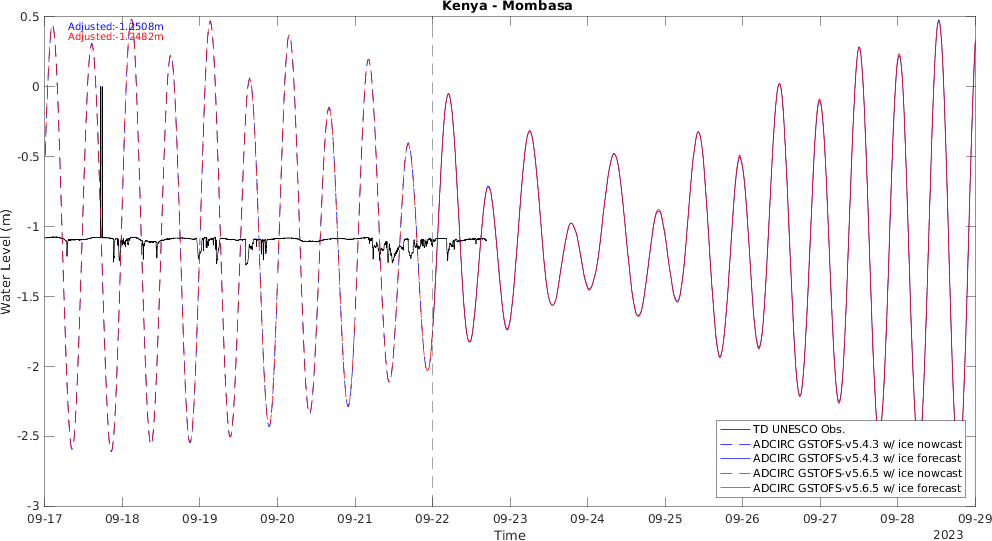 Kenya - Mombasa
Adjusted:-1.2508m
Adjusted:-1.2482m
Water Level (m)
0.5
0
-0.5
-1
-1.5
-2
-2.5
-3
TD UNESCO Obs.
ADCIRC GSTOFS-v5.4.3 w/ ice nowcast
ADCIRC GSTOFS-v5.4.3 w/ ice forecast
ADCIRC GSTOFS-v5.6.5 w/ ice nowcast
ADCIRC GSTOFS-v5.6.5 w/ ice forecast
09-17 09-18 09-19 09-20 09-21 09-22 09-23 09-24 09-25 09-26 09-27 09-28 09-29
Time
2023